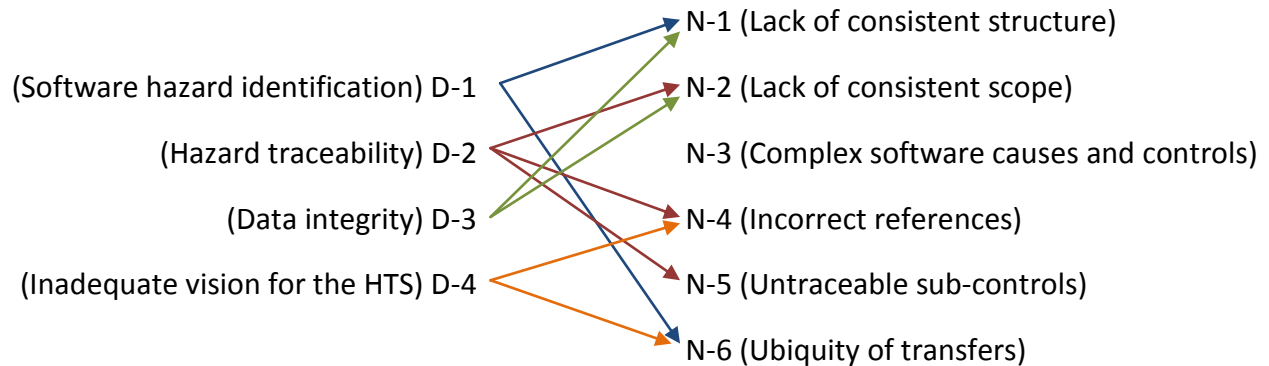 N-1 (Lack of consistent structure)
(Software hazard identification) D-1
N-2 (Lack of consistent scope)
(Hazard traceability) D-2
N-3 (Complex software causes and controls)
(Data integrity) D-3
N-4 (Incorrect references)
(Inadequate vision for the HTS) D-4
N-5 (Untraceable sub-controls)
N-6 (Ubiquity of transfers)